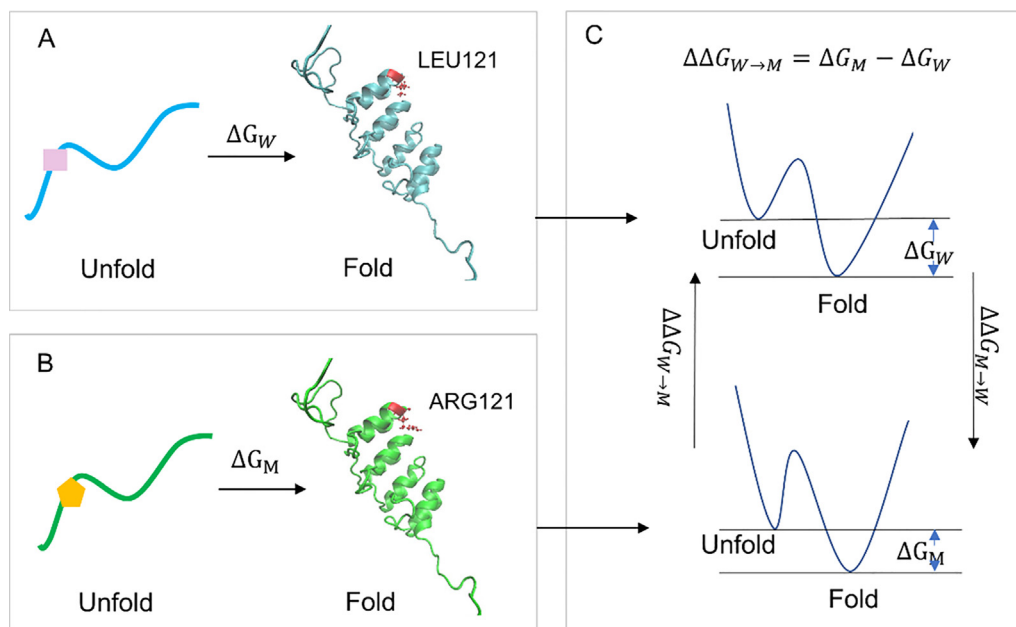 A
LEU121
ΔG_W
Unfold
Fold
B
ARG121
ΔG_M
Unfold
Fold
C
ΔΔG_{W→M} = ΔG_M − ΔG_W
Unfold
ΔG_W
Fold
ΔΔG_{W→M}
ΔΔG_{M→W}
Unfold
ΔG_M
Fold